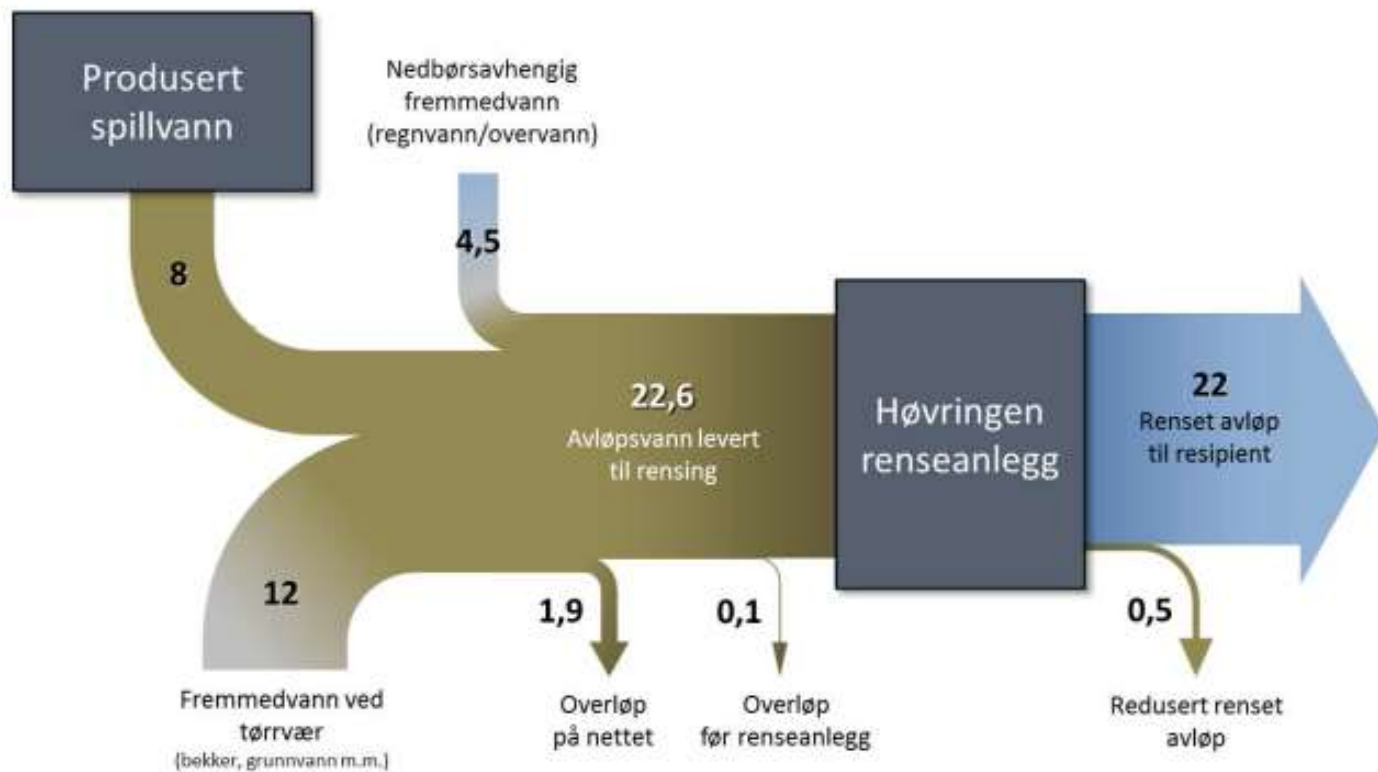 Produsert
spillvann
Nedbørsavhengig
fremmedvann
(regnvann/overvann)
4,5
8
22,6
Avløpsvann levert
til rensing
Høvringen
renseanlegg
22
Renset avløp
til resipient
12
1,9
0,1
0,5
Fremmedvann ved
tørrvær
(bekker, grunnvann m.m.)
Overløp
på nettet
Overløp
før renseanlegg
Redusert renset
avløp